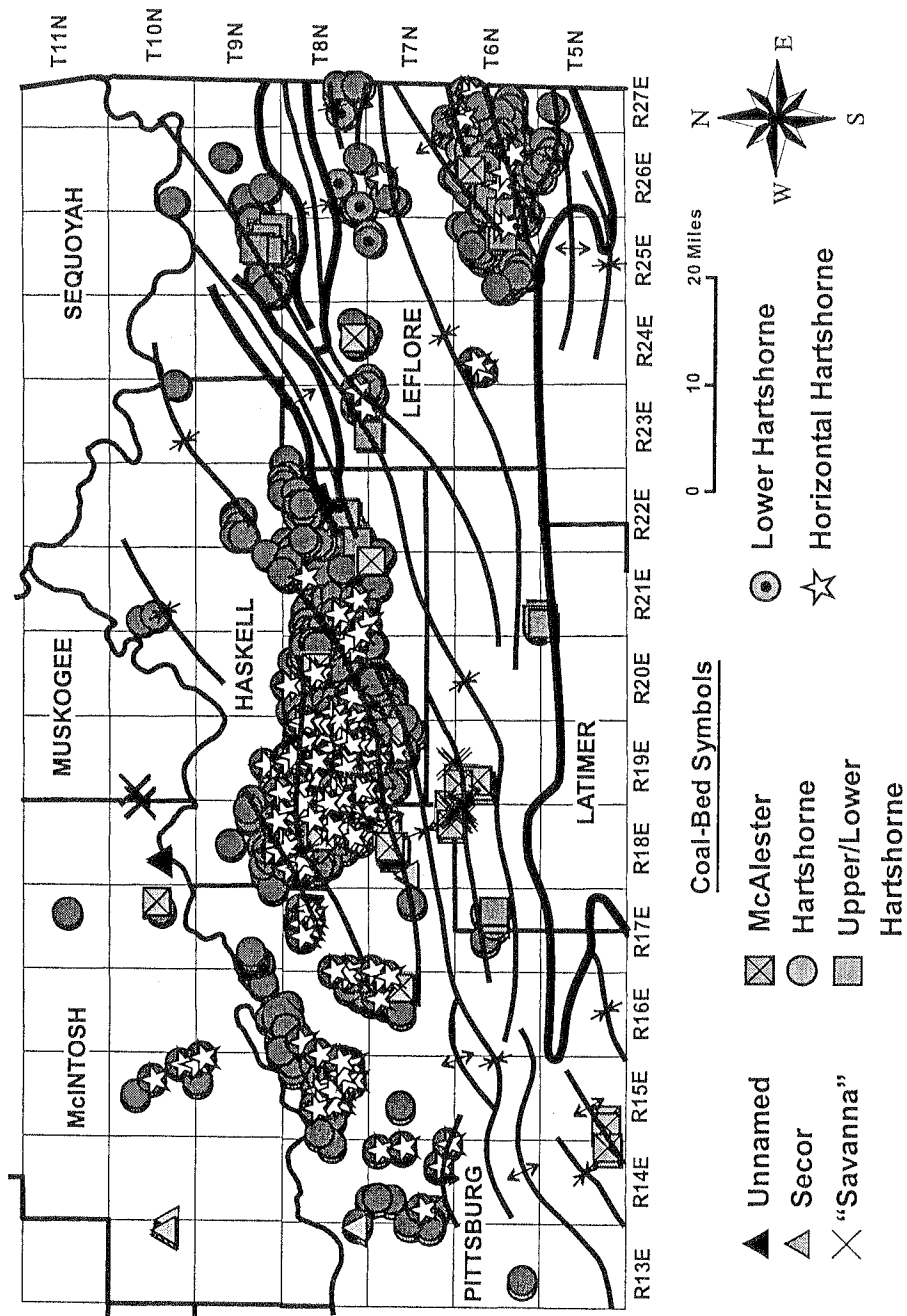 T11N
T10N
T9N
T8N
T7N
T6N
T5N
SEQUOYAH
MUSKOGEE
McINTOSH
HASKELL
LEFLORE
LATIMER
PITTSBURG
R13E
R14E
R15E
R16E
R17E
R18E
R19E
R20E
R21E
R22E
R23E
R24E
R25E
R26E
R27E
N
E
S
W
0
10
20 Miles
Coal-Bed Symbols
Unnamed
Secor
"Savanna"
McAlester
Hartshorne
Upper/Lower
Hartshorne
Lower Hartshorne
Horizontal Hartshorne